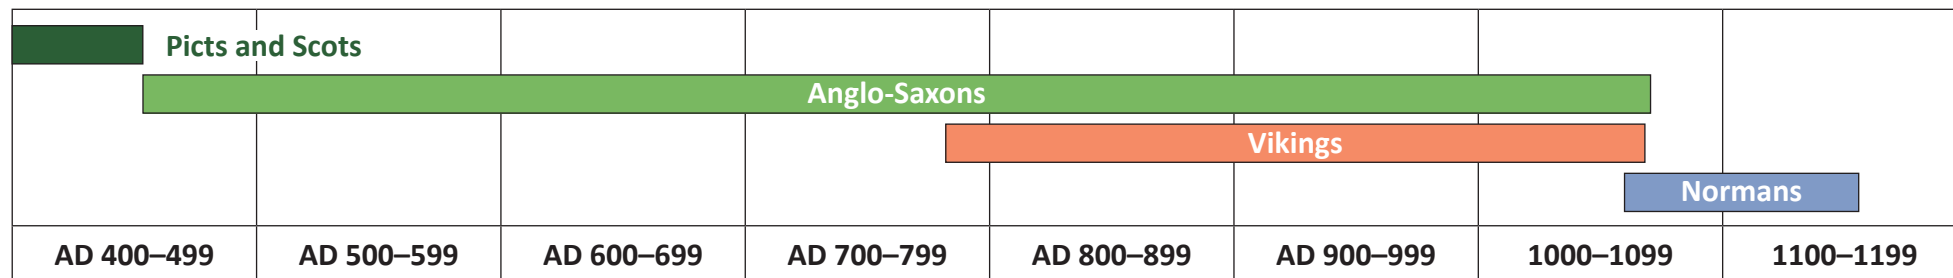 Picts and Scots
Anglo-Saxons
Vikings
Normans
AD 400–499 AD 500–599 AD 600–699 AD 700–799 AD 800–899 AD 900–999 1000–1099 1100–1199